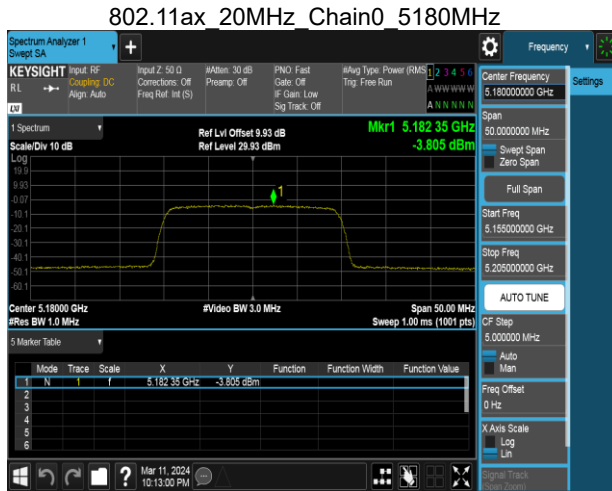 802.11ax_20MHz_Chain0_5180MHz
Spectrum Analyzer 1
Swept SA
+
Frequency
KEYSIGHT
RL
Input: RF
Coupling: DC
Align: Auto
Input Z: 50 Ω
Corrections: Off
Freq Ref: Int (S)
#Atten: 30 dB
Preamp: Off
PNO: Fast
Gate: Off
IF Gain: Low
Sig Track: Off
#Avg Type: Power (RMS
Trig: Free Run
1 2 3 4 5 6
A W W W W W
A N N N N N
LXI
1 Spectrum
Scale/Div 10 dB
Ref Lvl Offset 9.93 dB
Ref Level 29.93 dBm
Mkr1 5.182 35 GHz
-3.805 dBm
Log
19.9
9.93
-0.07
-10.1
-20.1
-30.1
-40.1
-50.1
-60.1
1
Center 5.18000 GHz
#Res BW 1.0 MHz
#Video BW 3.0 MHz
Span 50.00 MHz
Sweep 1.00 ms (1001 pts)
5 Marker Table
Mode Trace Scale X Y Function Function Width Function Value
1 N 1 f 5.182 35 GHz -3.805 dBm
2
3
4
5
6
Mar 11, 2024
10:13:00 PM
?
Center Frequency
5.180000000 GHz
Settings
Span
50.0000000 MHz
Swept Span
Zero Span
Full Span
Start Freq
5.155000000 GHz
Stop Freq
5.205000000 GHz
AUTO TUNE
CF Step
5.000000 MHz
Auto
Man
Freq Offset
0 Hz
X Axis Scale
Log
Lin
Signal Track
(Span Zoom)